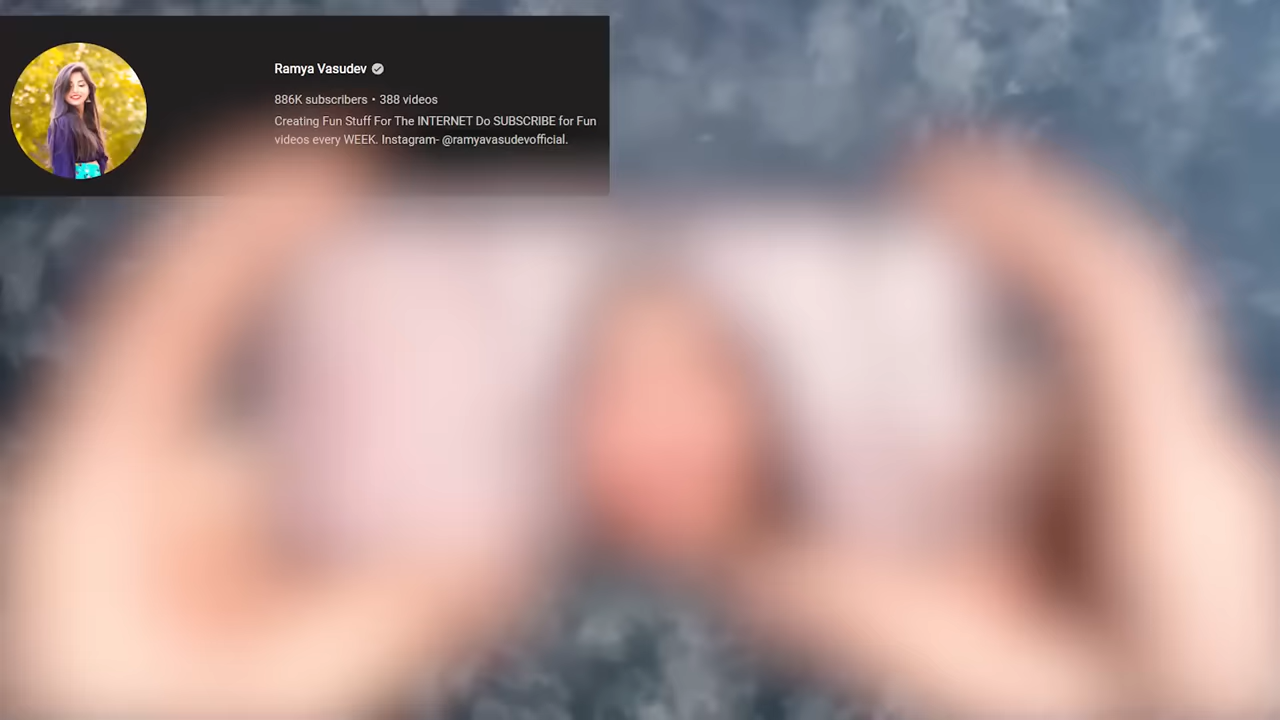 Ramya Vasudev
886K subscribers • 388 videos
Creating Fun Stuff For The INTERNET Do SUBSCRIBE for Fun
videos every WEEK. Instagram- @ramyavasudevofficial.